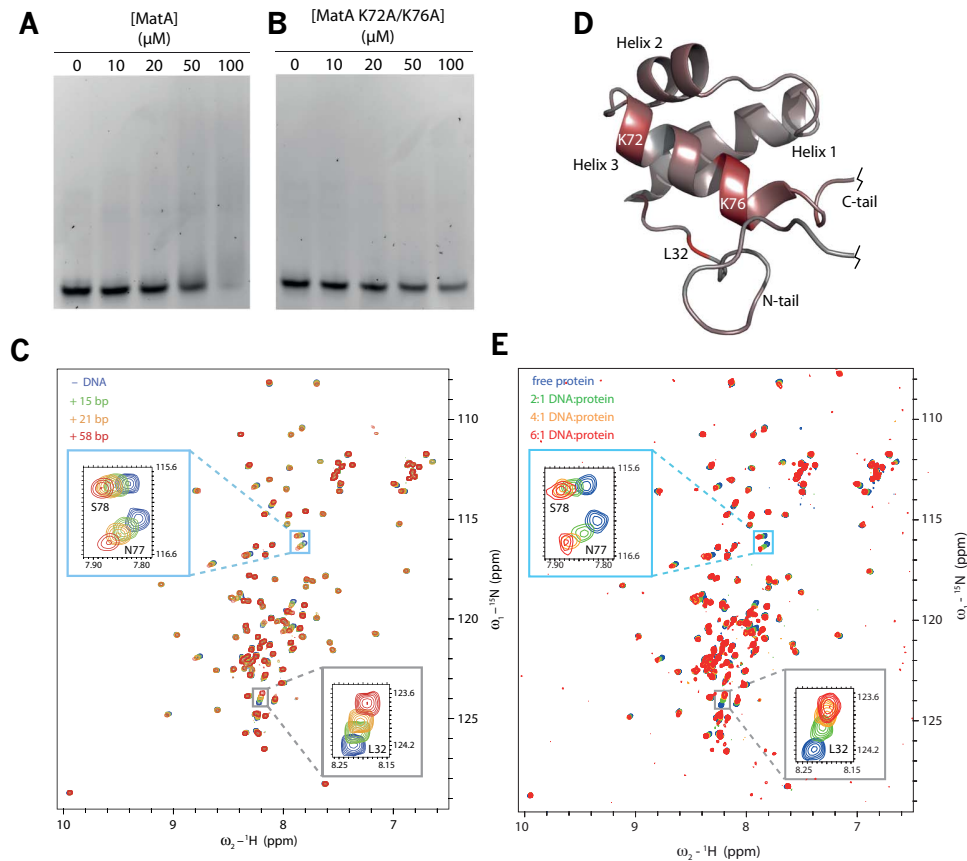 A
[MatA]
(μM)
0 10 20 50 100
B
[MatA K72A/K76A]
(μM)
0 10 20 50 100
D
Helix 2
K72
Helix 3
Helix 1
K76
C-tail
L32
N-tail
C
– DNA
+ 15 bp
+ 21 bp
+ 58 bp
115.6
S78
N77
116.6
7.90 7.80
123.6
L32
124.2
8.25 8.15
110
115
120
125
ω₁ - ¹⁵N (ppm)
10 9 8 7
ω₂ - ¹H (ppm)
E
free protein
2:1 DNA:protein
4:1 DNA:protein
6:1 DNA:protein
115.6
S78
N77
116.6
7.90 7.80
123.6
L32
124.2
8.25 8.15
110
115
120
125
ω₁ - ¹⁵N (ppm)
10 9 8 7
ω₂ - ¹H (ppm)